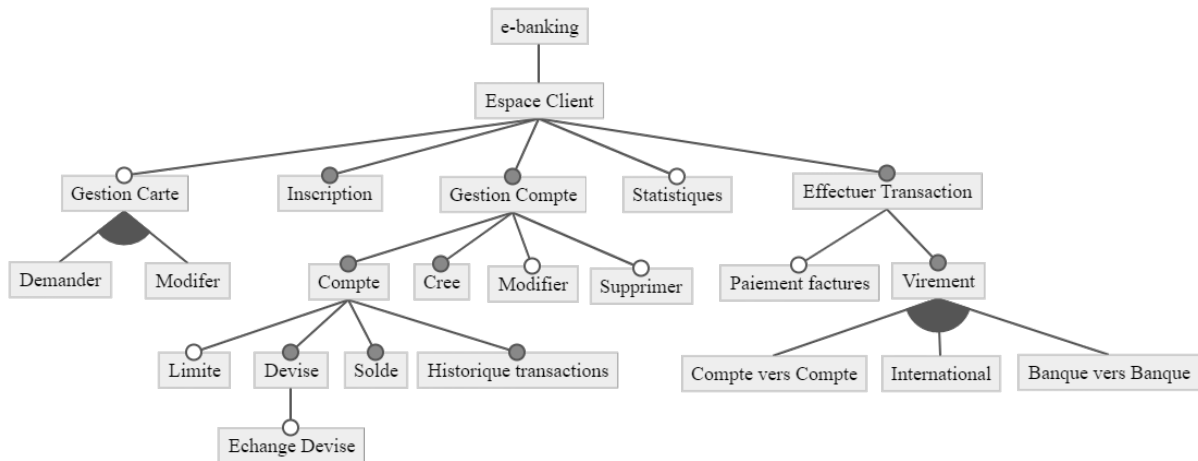 e-banking
Espace Client
Gestion Carte
Inscription
Gestion Compte
Statistiques
Effectuer Transaction
Demander
Modifer
Compte
Cree
Modifier
Supprimer
Paiement factures
Virement
Limite
Devise
Solde
Historique transactions
Compte vers Compte
International
Banque vers Banque
Echange Devise